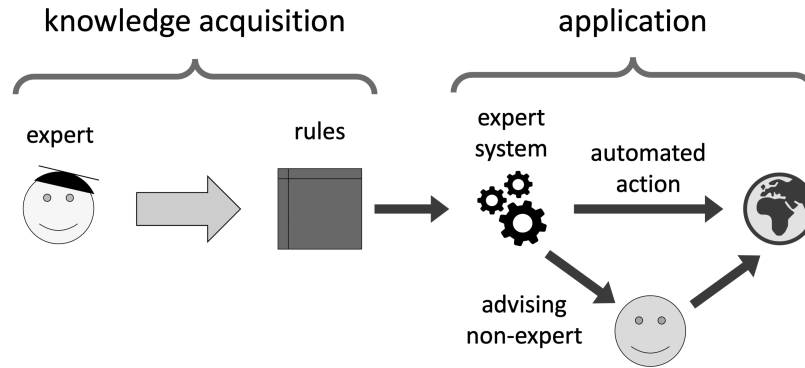 knowledge acquisition
application
expert
rules
expert
system
automated
action
advising
non-expert